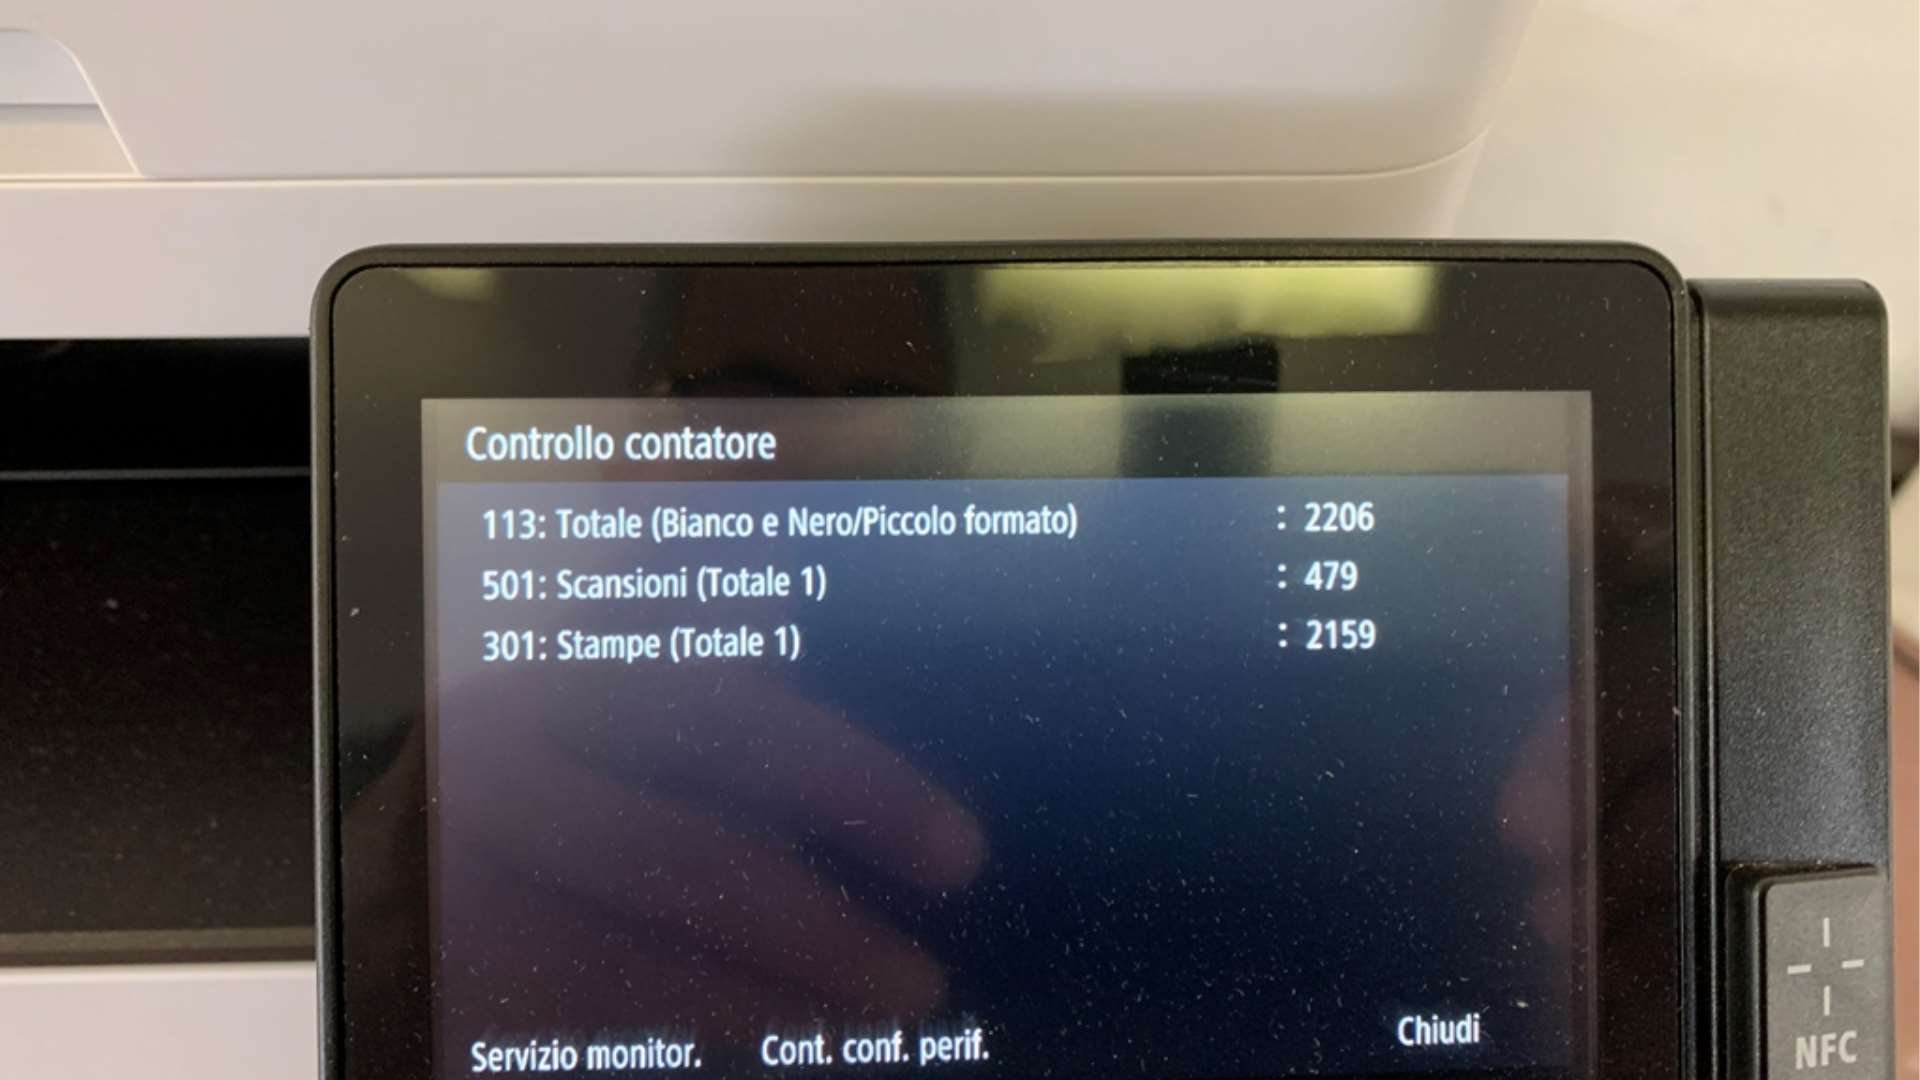 Controllo contatore
113: Totale (Bianco e Nero/Piccolo formato) : 2206
501: Scansioni (Totale 1) : 479
301: Stampe (Totale 1) : 2159
Servizio monitor. Cont. conf. perif. Chiudi
NFC